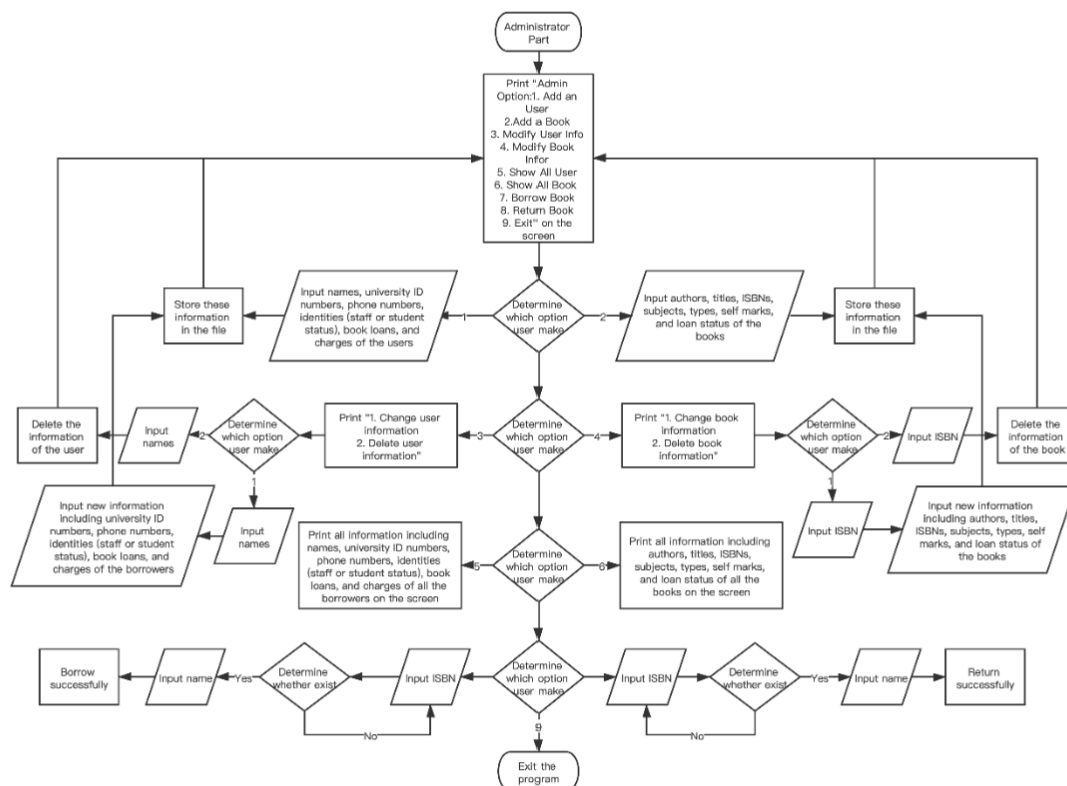 Administrator
Part
Print "Admin
Option:1. Add an
User
2.Add a Book
3. Modify User Info
4. Modify Book
Infor
5. Show All User
6. Show All Book
7. Borrow Book
8. Return Book
9. Exit" on the
screen
Store these
information
in the file
Input names, university ID
numbers, phone numbers,
identities (staff or student
status), book loans, and
charges of the users
1
Determine
which option
user make
2
Input authors, titles, ISBNs,
subjects, types, self marks,
and loan status of the
books
Store these
information
in the file
Delete the
information
of the user
Input
names
2
Determine
which option
user make
Print "1. Change user
information
2. Delete user
information"
3
Determine
which option
user make
4
Print "1. Change book
information
2. Delete book
information"
Determine
which option
user make
2
Input ISBN
Delete the
information
of the book
1
1
Input new information
including university ID
numbers, phone numbers,
identities (staff or student
status), book loans, and
charges of the borrowers
Input
names
Input ISBN
Input new information
including authors, titles,
ISBNs, subjects, types, self
marks, and loan status of
the books
Print all information including
names, university ID numbers,
phone numbers, identities
(staff or student status), book
loans, and charges of all the
borrowers on the screen
5
Determine
which option
user make
6
Print all information including
authors, titles, ISBNs,
subjects, types, self marks,
and loan status of all the
books on the screen
Borrow
successfully
Input name
Yes
Determine
whether exist
Input ISBN
Determine
which option
user make
Input ISBN
Determine
whether exist
Yes
Input name
Return
successfully
No
9
No
Exit the
program